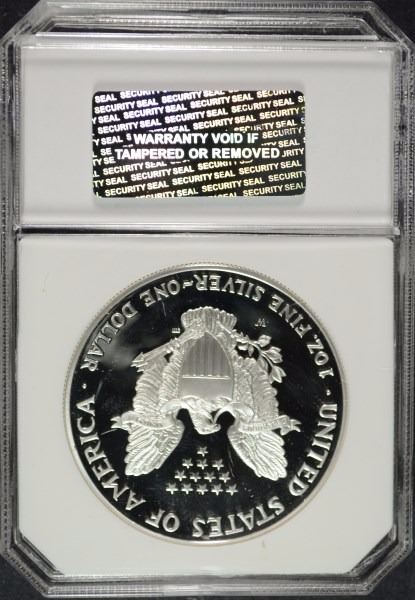 SEAL SECURITY SEAL SECURITY SEAL
SECURITY SEAL SECURITY SEAL
WARRANTY VOID IF
TAMPERED OR REMOVED
SECURITY SEAL SECURITY SEAL
UNITED STATES OF AMERICA
1 OZ. FINE SILVER~ONE DOLLAR
W